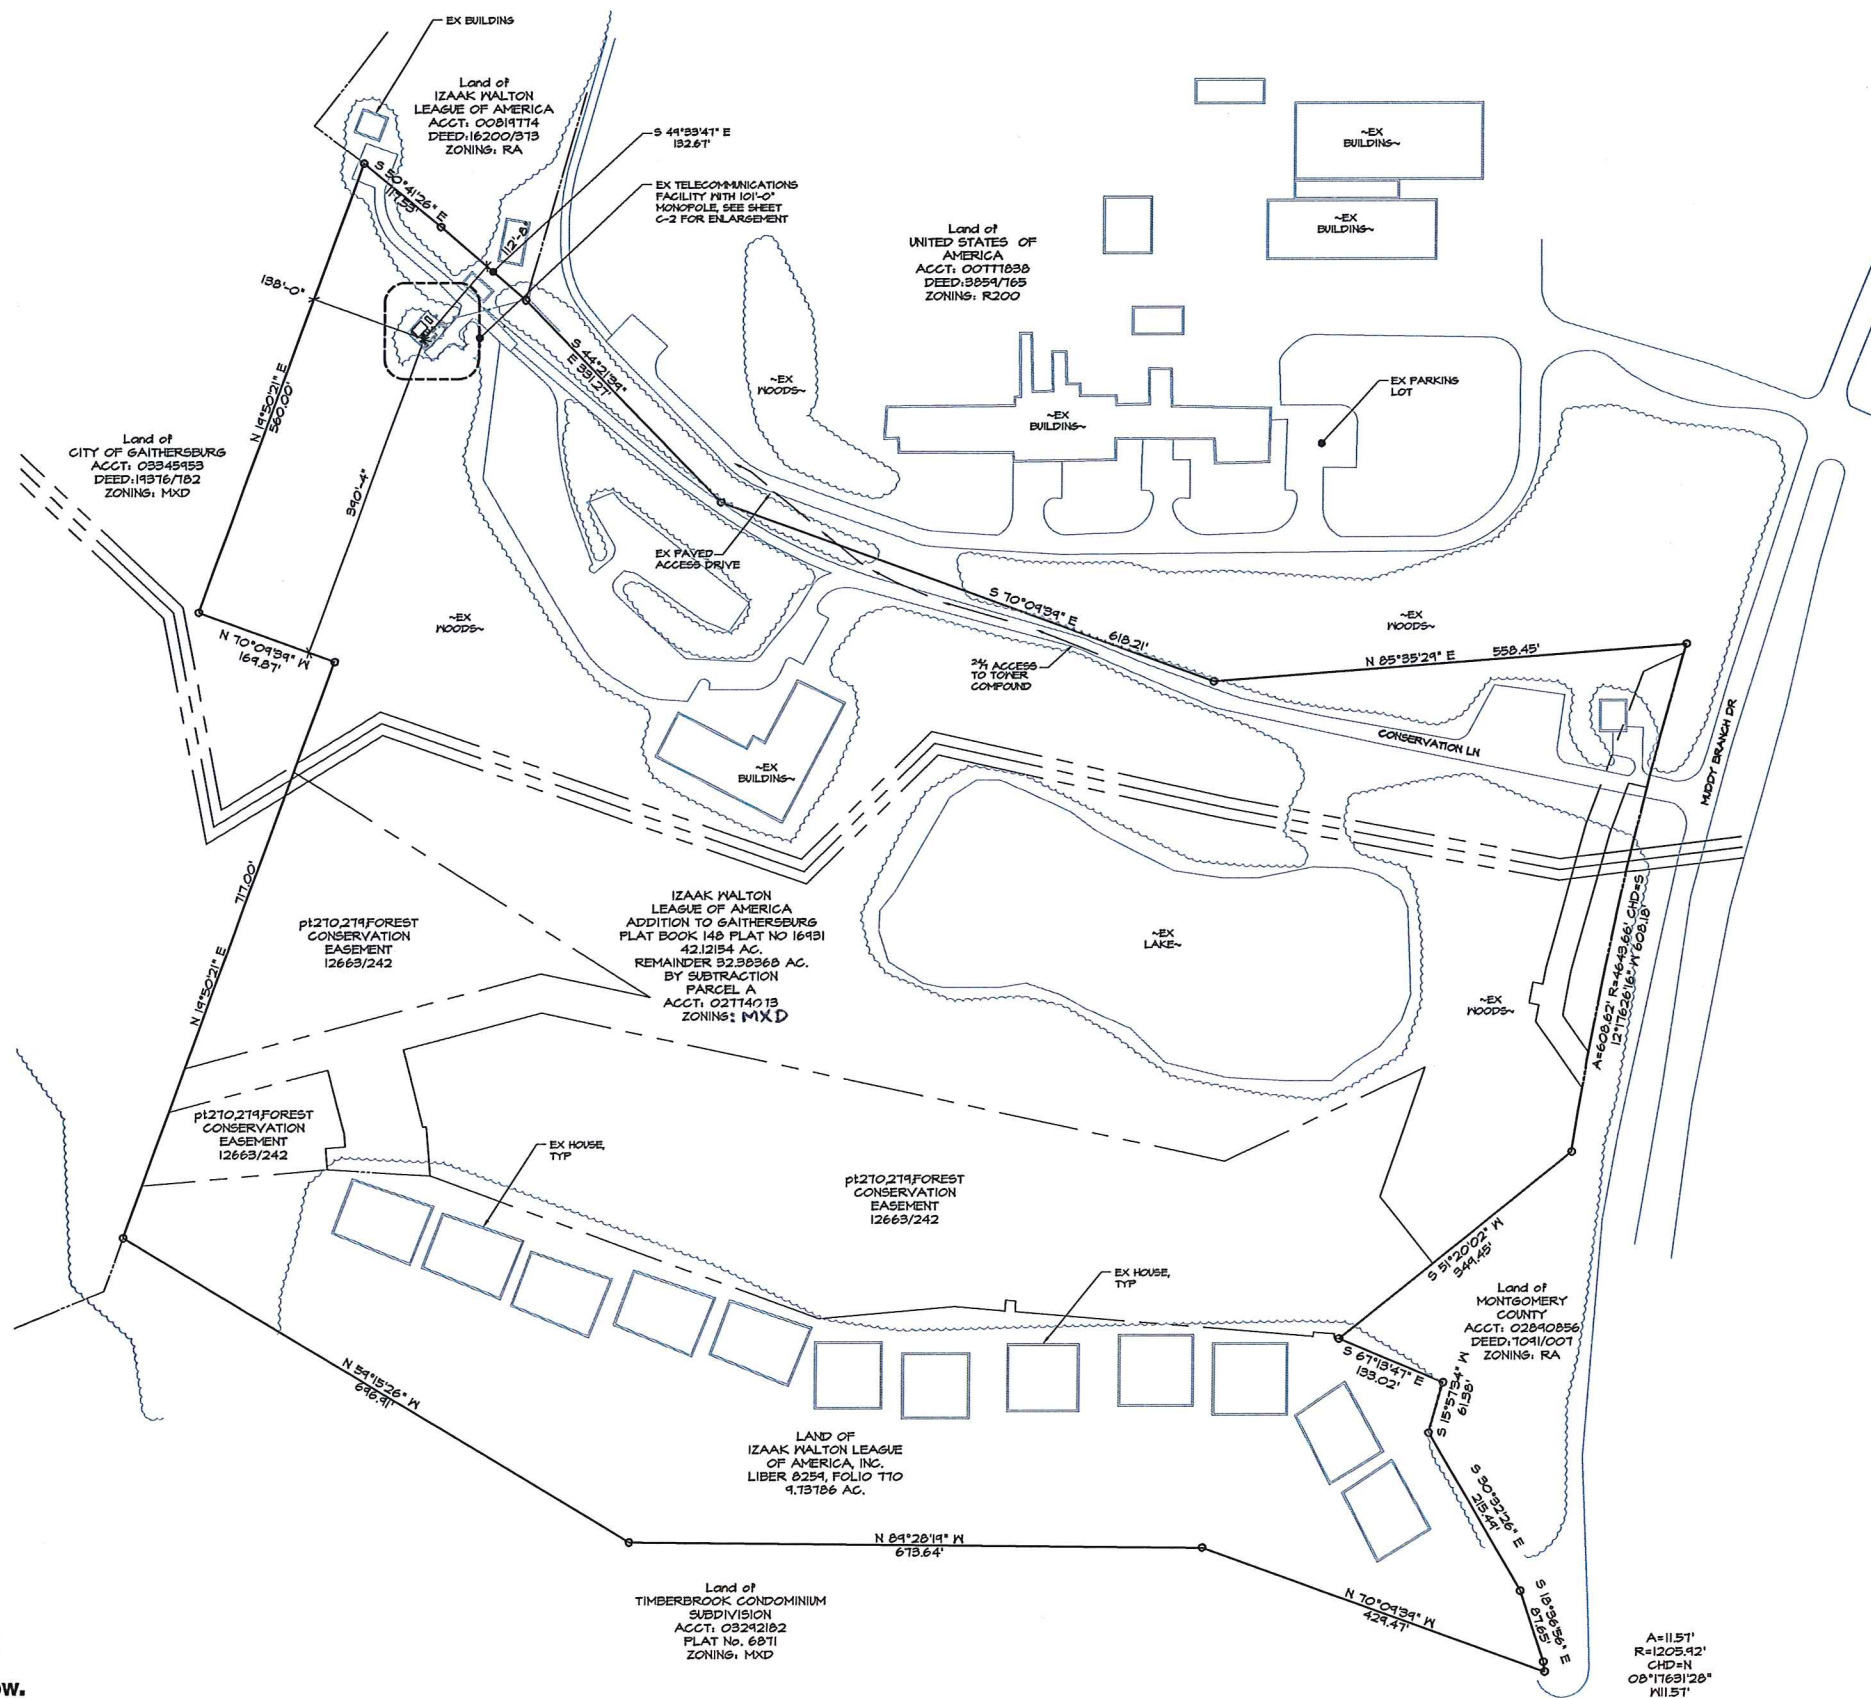 EX BUILDING
Land of
IZAAK WALTON
LEAGUE OF AMERICA
ACCT: 00819774
DEED:16200/373
ZONING: RA
S 49°33'47" E
132.67'
EX TELECOMMUNICATIONS
FACILITY WITH 101'-0"
MONOPOLE, SEE SHEET
C-2 FOR ENLARGEMENT
S 50°41'26" E
117.53'
112'-8"
138'-0"
~EX
BUILDING~
~EX
BUILDING~
Land of
UNITED STATES OF
AMERICA
ACCT: 00777838
DEED:3859/765
ZONING: R200
S 44°21'39"
E 331.27'
~EX
WOODS~
~EX
BUILDING~
EX PARKING
LOT
N 19°50'21" E
560.00'
Land of
CITY OF GAITHERSBURG
ACCT: 03345953
DEED:19376/782
ZONING: MXD
390'-4"
EX PAVED
ACCESS DRIVE
~EX
WOODS~
N 70°09'39" W
169.87'
S 70°09'39" E
618.21'
~EX
WOODS~
N 85°35'29" E
558.45'
ACCESS
TO TOWER
COMPOUND
CONSERVATION LN
MUDDY BRANCH DR
~EX
BUILDING~
717.00'
N 19°50'21" E
pt270,279,FOREST
CONSERVATION
EASEMENT
12663/242
IZAAK WALTON
LEAGUE OF AMERICA
ADDITION TO GAITHERSBURG
PLAT BOOK 148 PLAT NO 16931
42.12154 AC.
REMAINDER 32.38368 AC.
BY SUBTRACTION
PARCEL A
ACCT: 02774013
ZONING: MXD
~EX
LAKE~
~EX
WOODS~
A=608.62' R=4643.66' CHD=S
12°17626'16" W 608.18'
pt270,279,FOREST
CONSERVATION
EASEMENT
12663/242
EX HOUSE,
TYP
pt270,279,FOREST
CONSERVATION
EASEMENT
12663/242
EX HOUSE,
TYP
S 51°20'02" W
349.45'
Land of
MONTGOMERY
COUNTY
ACCT: 02890856
DEED:7091/007
ZONING: RA
S 67°13'47" E
133.02'
S 15°57'34" W
61.38'
N 59°15'26" W
696.91'
LAND OF
IZAAK WALTON LEAGUE
OF AMERICA, INC.
LIBER 8259, FOLIO 770
9.73786 AC.
S 30°32'26" E
215.49'
N 89°28'19" W
673.64'
S 18°36'56" E
87.65'
N 70°09'39" W
429.47'
Land of
TIMBERBROOK CONDOMINIUM
SUBDIVISION
ACCT: 03292182
PLAT No. 6871
ZONING: MXD
A=11.57'
R=1205.92'
CHD=N
08°17631'28"
W11.57'
ow.